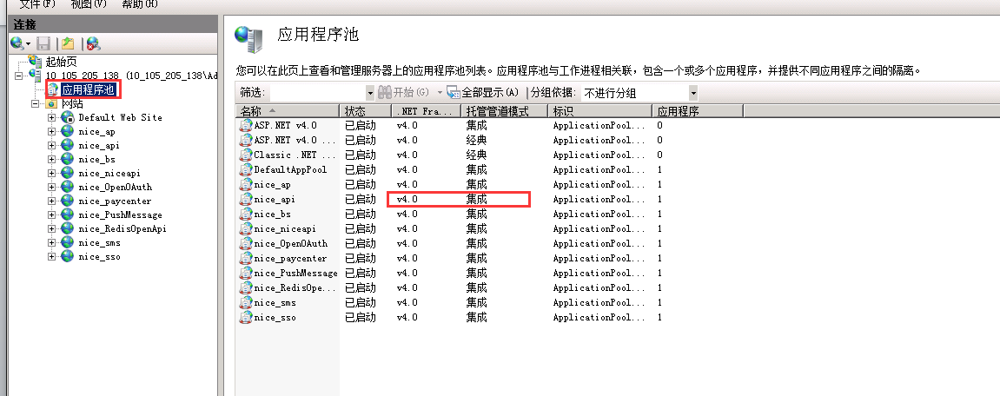 文件(F) 视图(V) 帮助(H)
连接
起始页
10_105_205_138 (10_105_205_138\Ad
应用程序池
网站
Default Web Site
nice_ap
nice_api
nice_bs
nice_niceapi
nice_OpenOAuth
nice_paycenter
nice_PushMessage
nice_RedisOpenApi
nice_sms
nice_sso
应用程序池
您可以在此页上查看和管理服务器上的应用程序池列表。应用程序池与工作进程相关联，包含一个或多个应用程序，并提供不同应用程序之间的隔离。
筛选: 开始(G) 全部显示(A) 分组依据: 不进行分组
名称 状态 .NET Fra... 托管管道模式 标识 应用程序
ASP.NET v4.0 已启动 v4.0 集成 ApplicationPool... 0
ASP.NET v4.0 ... 已启动 v4.0 经典 ApplicationPool... 0
Classic .NET ... 已启动 v4.0 经典 ApplicationPool... 0
DefaultAppPool 已启动 v4.0 集成 ApplicationPool... 1
nice_ap 已启动 v4.0 集成 ApplicationPool... 1
nice_api 已启动 v4.0 集成 ApplicationPool... 1
nice_bs 已启动 v4.0 集成 ApplicationPool... 1
nice_niceapi 已启动 v4.0 集成 ApplicationPool... 1
nice_OpenOAuth 已启动 v4.0 集成 ApplicationPool... 1
nice_paycenter 已启动 v4.0 集成 ApplicationPool... 1
nice_PushMessage 已启动 v4.0 集成 ApplicationPool... 1
nice_RedisOpe... 已启动 v4.0 集成 ApplicationPool... 1
nice_sms 已启动 v4.0 集成 ApplicationPool... 1
nice_sso 已启动 v4.0 集成 ApplicationPool... 1